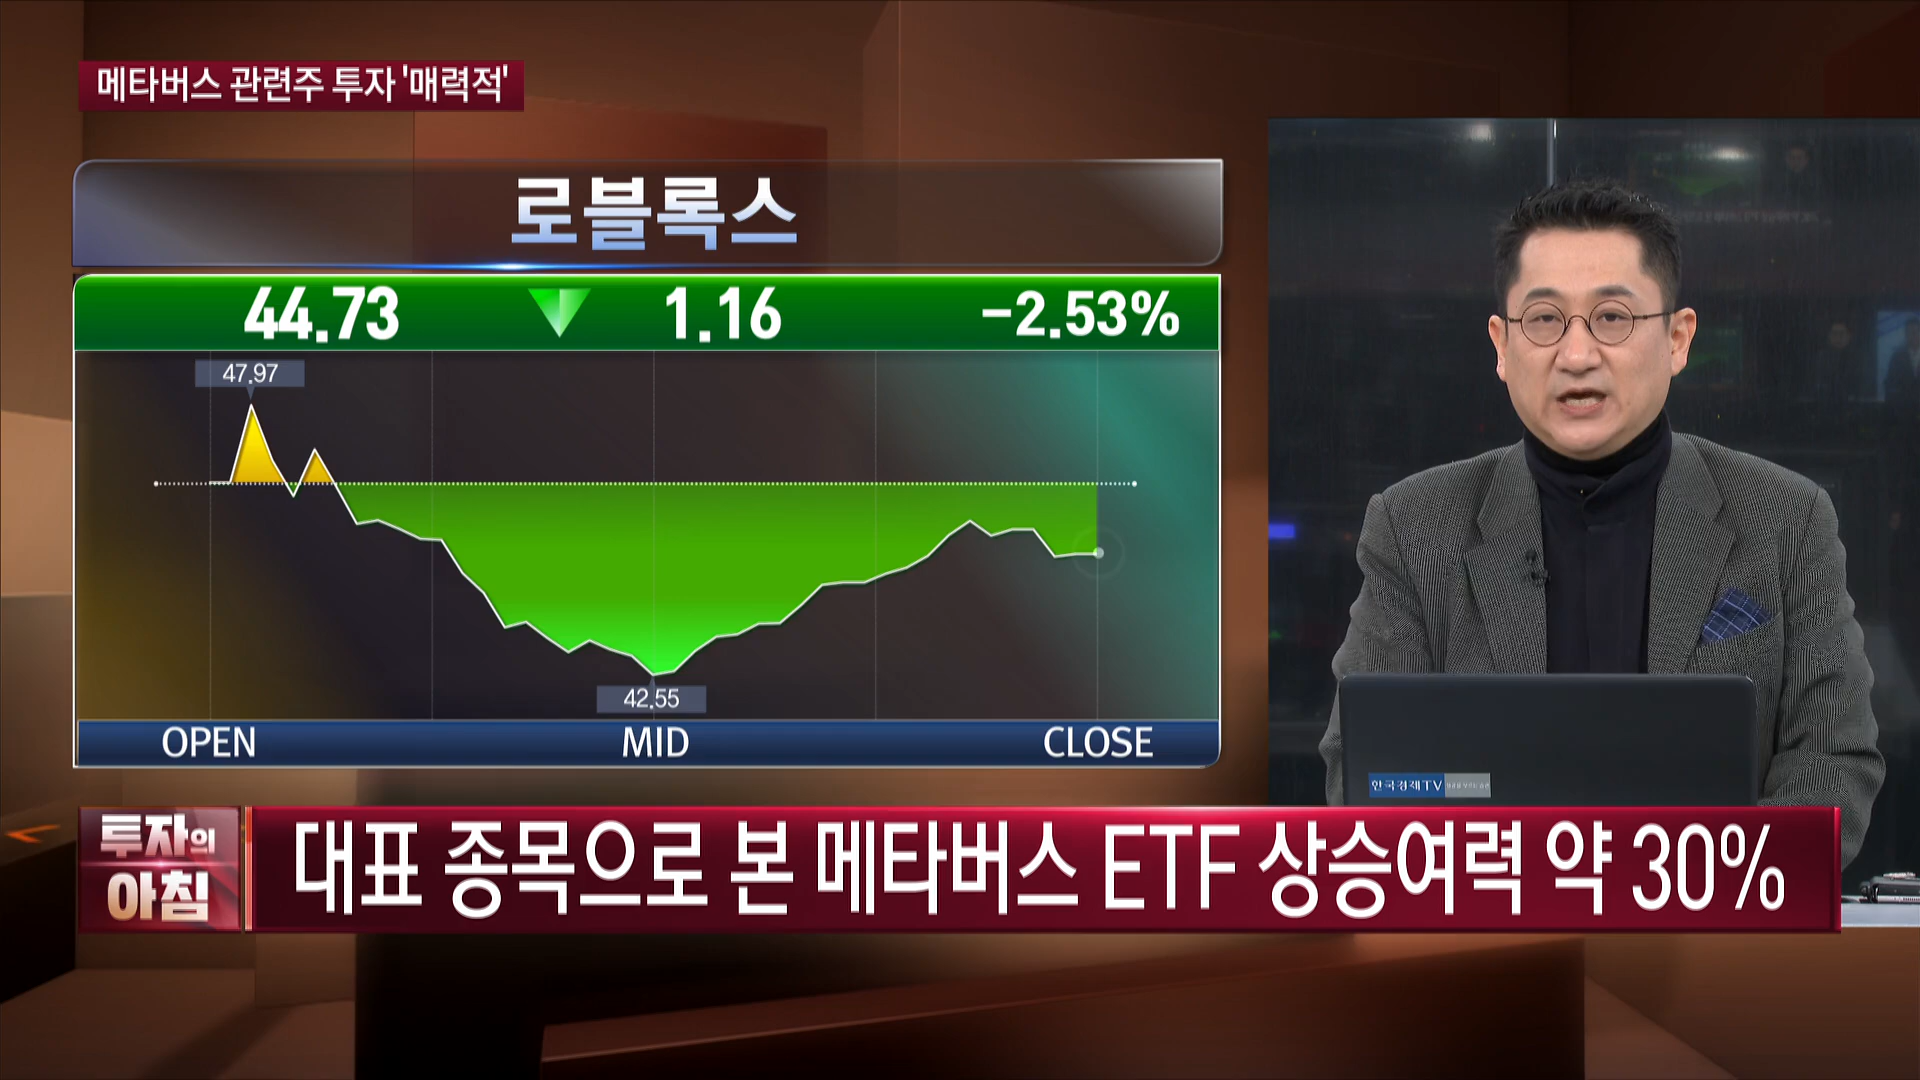 메타버스 관련주 투자 '매력적'
로블록스
44.73 ▼ 1.16 -2.53%
47.97
42.55
OPEN MID CLOSE
한국경제TV
투자의
아침
대표 종목으로 본 메타버스 ETF 상승여력 약 30%